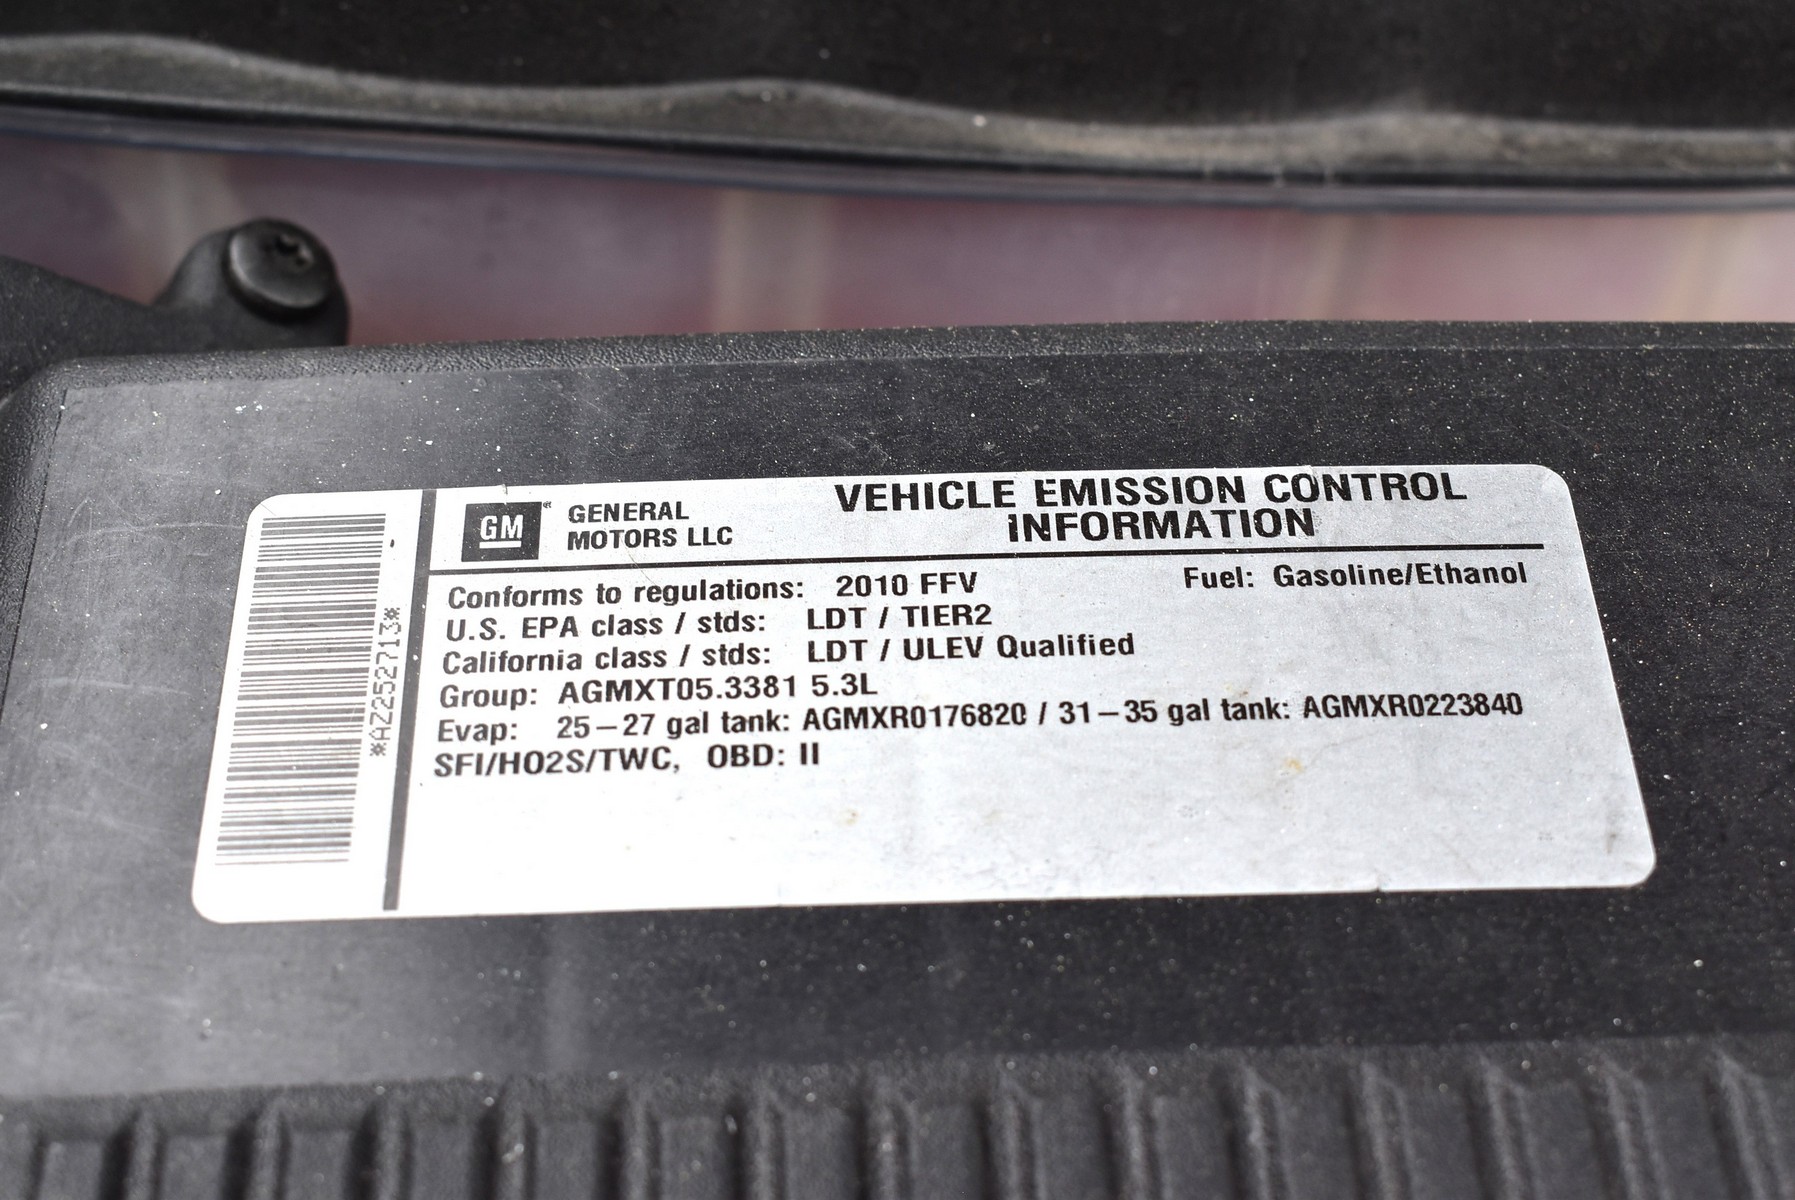 GM
GENERAL
MOTORS LLC
VEHICLE EMISSION CONTROL
INFORMATION
Conforms to regulations: 2010 FFV
Fuel: Gasoline/Ethanol
U.S. EPA class / stds: LDT / TIER2
California class / stds: LDT / ULEV Qualified
Group: AGMXT05.3381 5.3L
Evap: 25–27 gal tank: AGMXR0176820 / 31–35 gal tank: AGMXR0223840
SFI/HO2S/TWC, OBD: II
*AZ252713*